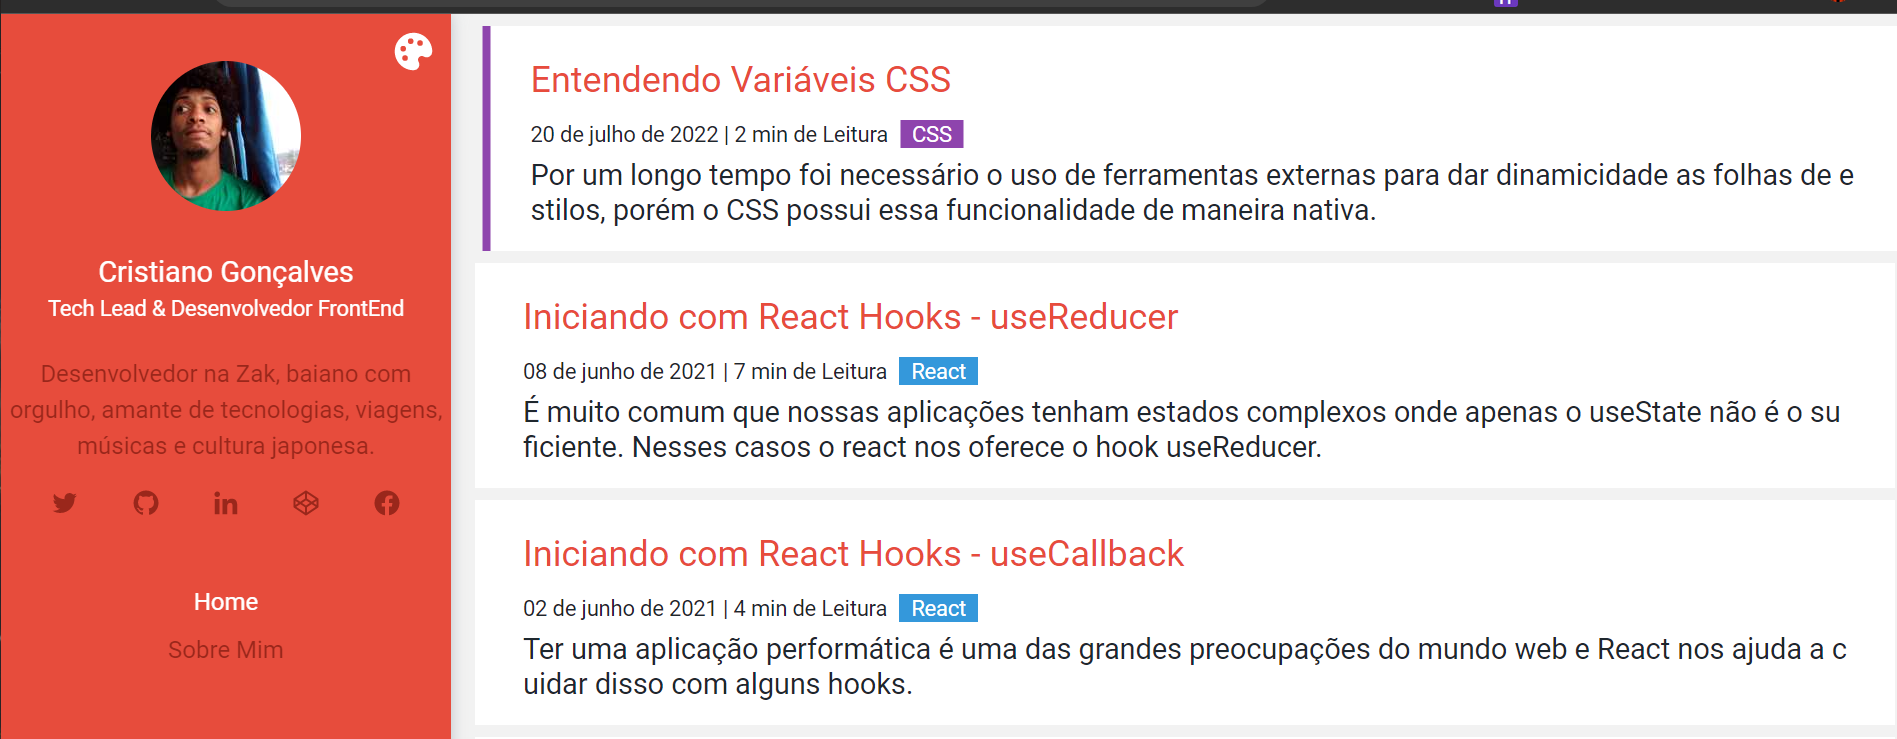 Cristiano Gonçalves
Tech Lead & Desenvolvedor FrontEnd
Desenvolvedor na Zak, baiano com
orgulho, amante de tecnologias, viagens,
músicas e cultura japonesa.
Home
Sobre Mim
Entendendo Variáveis CSS
20 de julho de 2022 | 2 min de Leitura CSS
Por um longo tempo foi necessário o uso de ferramentas externas para dar dinamicidade as folhas de e
stilos, porém o CSS possui essa funcionalidade de maneira nativa.
Iniciando com React Hooks - useReducer
08 de junho de 2021 | 7 min de Leitura React
É muito comum que nossas aplicações tenham estados complexos onde apenas o useState não é o su
ficiente. Nesses casos o react nos oferece o hook useReducer.
Iniciando com React Hooks - useCallback
02 de junho de 2021 | 4 min de Leitura React
Ter uma aplicação performática é uma das grandes preocupações do mundo web e React nos ajuda a c
uidar disso com alguns hooks.